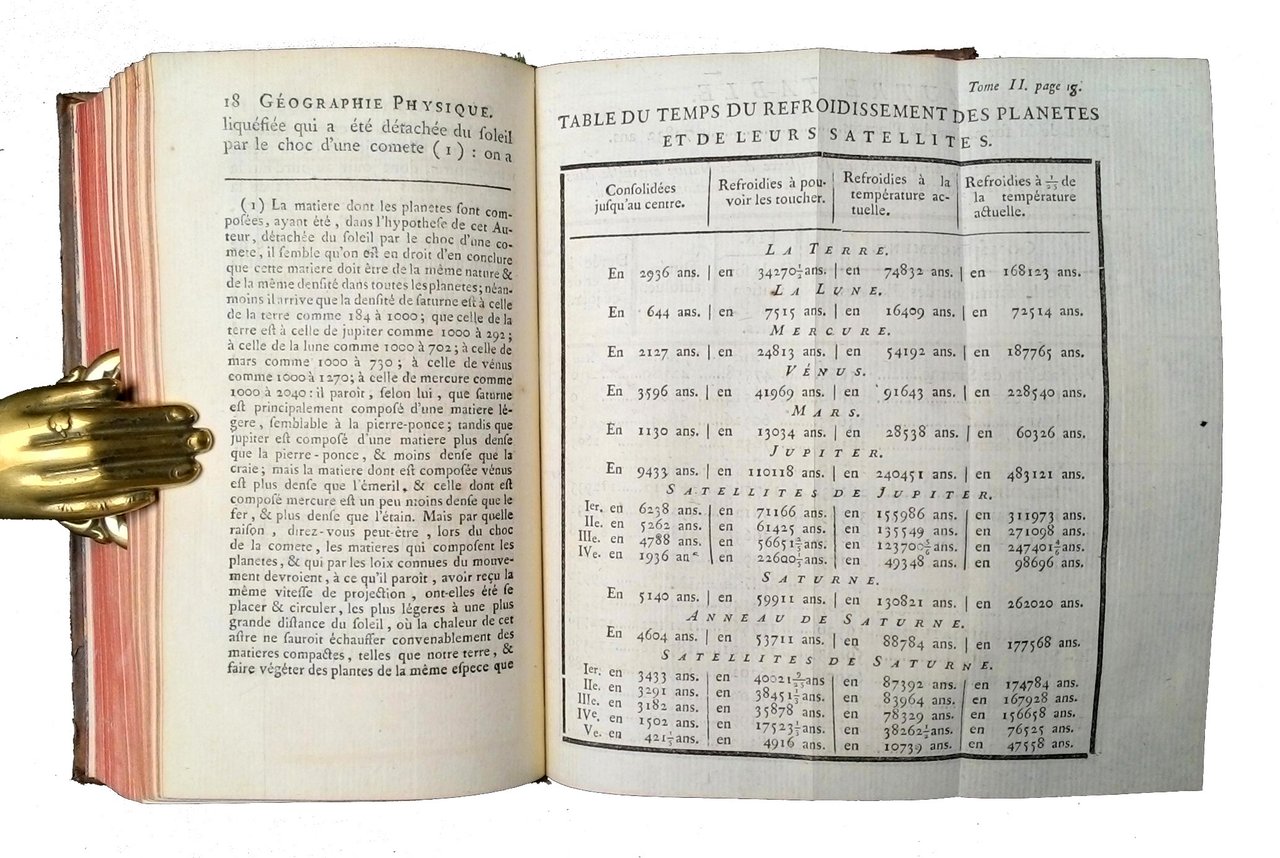 18 GÉOGRAPHIE PHYSIQUE.
liquéfiée qui a été détachée du ſoleil
par le choc d'une comete (1) : on a
(1) La matiere dont les planetes ſont com-
poſées, ayant été, dans l'hypotheſe de cet Au-
teur, détachée du ſoleil par le choc d'une co-
mete, il ſemble qu'on eſt en droit d'en conclure
que cette matiere doit être de la même nature &
de la même denſité dans toutes les planetes; néan-
moins il arrive que la denſité de ſaturne eſt à celle
de la terre comme 184 à 1000; que celle de la
terre eſt à celle de jupiter comme 1000 à 292;
à celle de la lune comme 1000 à 702; à celle de
mars comme 1000 à 730; à celle de vénus
comme 1000 à 1270; à celle de mercure comme
1000 à 2040: il paroît, ſelon lui, que ſaturne
eſt principalement compoſé d'une matiere lé-
gere, ſemblable à la pierre-ponce; tandis que
jupiter eſt compoſé d'une matiere plus denſe
que la pierre-ponce, & moins denſe que la
craie; mais la matiere dont eſt compoſée vénus
eſt plus denſe que l'émeril, & celle dont eſt
compoſé mercure eſt un peu moins denſe que le
fer, & plus denſe que l'étain. Mais par quelle
raiſon, direz-vous peut-être, lors du choc
de la comete, les matieres qui compoſent les
planetes, & qui par les loix connues du mouve-
ment devroient, à ce qu'il paroît, avoir reçu la
même viteſſe de projection, ont-elles été ſe
placer & circuler, les plus légeres à une plus
grande diſtance du ſoleil, où la chaleur de cet
aſtre ne ſauroit échauffer convenablement des
matieres compactes, telles que notre terre, &
faire végéter des plantes de la même eſpece que
Tome II. page 18.
TABLE DU TEMPS DU REFROIDISSEMENT DES PLANETES
ET DE LEURS SATELLITES.
Conſolidées juſqu'au centre. | Refroidies à pou-voir les toucher. | Refroidies à la température ac-tuelle. | Refroidies à 1/25 de la température actuelle.
LA TERRE.
En 2936 ans. | en 34270 1/2 ans. | en 74832 ans. | en 168123 ans.
LA LUNE.
En 644 ans. | en 7515 ans. | en 16409 ans. | en 72514 ans.
MERCURE.
En 2127 ans. | en 24813 ans. | en 54192 ans. | en 187765 ans.
VÉNUS.
En 3596 ans. | en 41969 ans. | en 91643 ans. | en 228540 ans.
MARS.
En 1130 ans. | en 13034 ans. | en 28538 ans. | en 60326 ans.
JUPITER.
En 9433 ans. | en 110118 ans. | en 240451 ans. | en 483121 ans.
SATELLITES DE JUPITER.
Ier. en 6238 ans. | en 71166 ans. | en 155986 ans. | en 311973 ans.
IIe. en 5262 ans. | en 61425 ans. | en 135549 ans. | en 271098 ans.
IIIe. en 4788 ans. | en 56651 1/2 ans. | en 123700 5/6 ans. | en 247401 4/6 ans.
IVe. en 1936 ans | en 22600 1/5 ans. | en 49348 ans. | en 98696 ans.
SATURNE.
En 5140 ans. | en 59911 ans. | en 130821 ans. | en 262020 ans.
ANNEAU DE SATURNE.
En 4604 ans. | en 53711 ans. | en 88784 ans. | en 177568 ans.
SATELLITES DE SATURNE.
Ier. en 3433 ans. | en 40021 9/25 ans | en 87392 ans. | en 174784 ans.
IIe. en 3291 ans. | en 38451 1/3 ans. | en 83964 ans. | en 167928 ans.
IIIe. en 3182 ans. | en 35878 ans. | en 78329 ans. | en 156658 ans.
IVe. en 1502 ans. | en 17523 1/3 ans. | en 38262 1/2 ans. | en 76525 ans.
Ve. en 421 1/5 ans. | en 4916 ans. | en 10739 ans. | en 47558 ans.